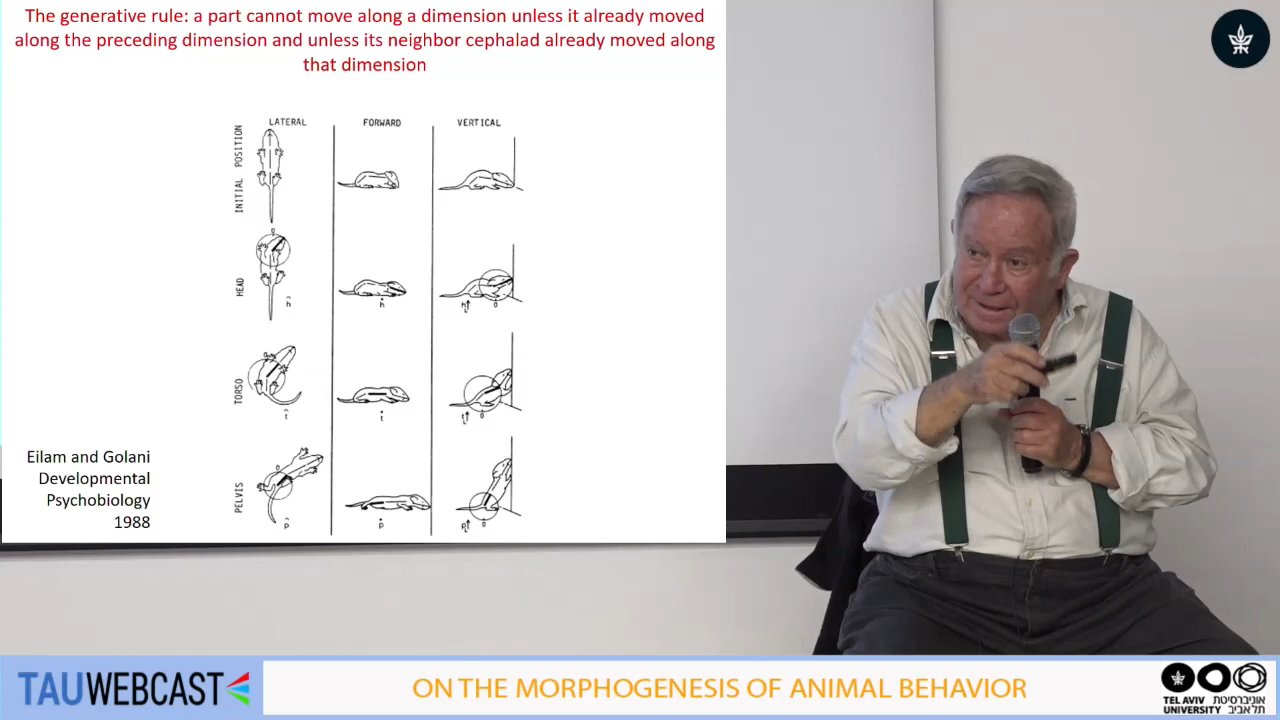 The generative rule: a part cannot move along a dimension unless it already moved
along the preceding dimension and unless its neighbor cephalad already moved along
that dimension
LATERAL FORWARD VERTICAL
INITIAL POSITION
HEAD
TORSO
PELVIS
Eilam and Golani
Developmental
Psychobiology
1988
TAUWEBCAST
ON THE MORPHOGENESIS OF ANIMAL BEHAVIOR
TEL AVIV אוניברסיטת
UNIVERSITY תל אביב